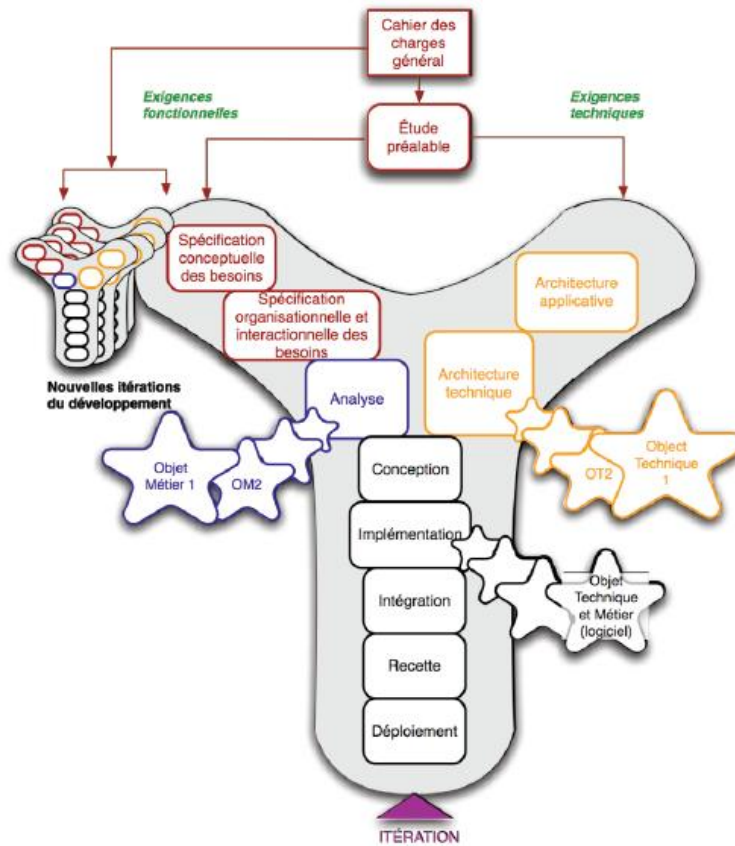 Cahier des
charges
général
Exigences
fonctionnelles
Exigences
techniques
Étude
préalable
Spécification
conceptuelle
des besoins
Spécification
organisationnelle et
interactionnelle des
besoins
Architecture
applicative
Nouvelles itérations
du développement
Analyse
Architecture
technique
Objet
Métier 1
OM2
Conception
OT2
Object
Technique
1
Implémentation
Objet
Technique
et Métier
(logiciel)
Intégration
Recette
Déploiement
ITÉRATION